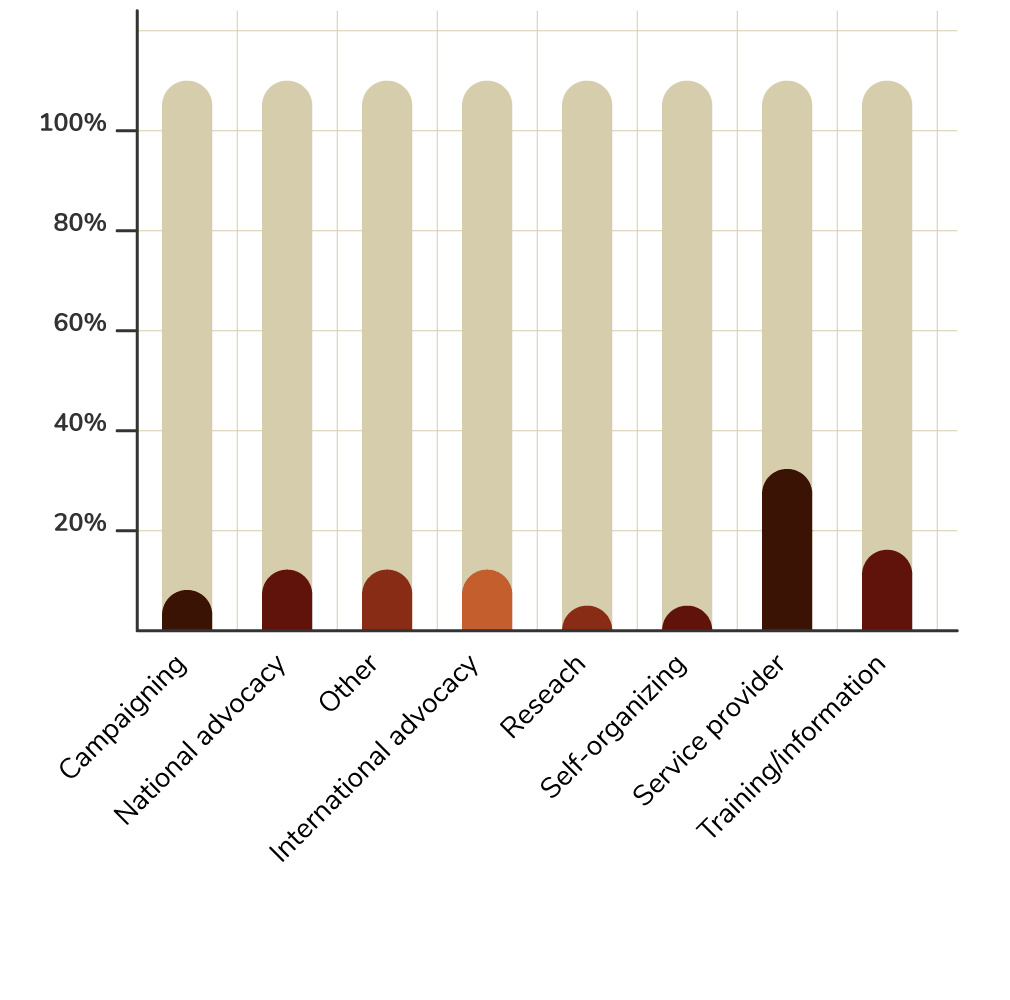 100%
80%
60%
40%
20%
Campaigning
National advocacy
Other
International advocacy
Reseach
Self-organizing
Service provider
Training/information